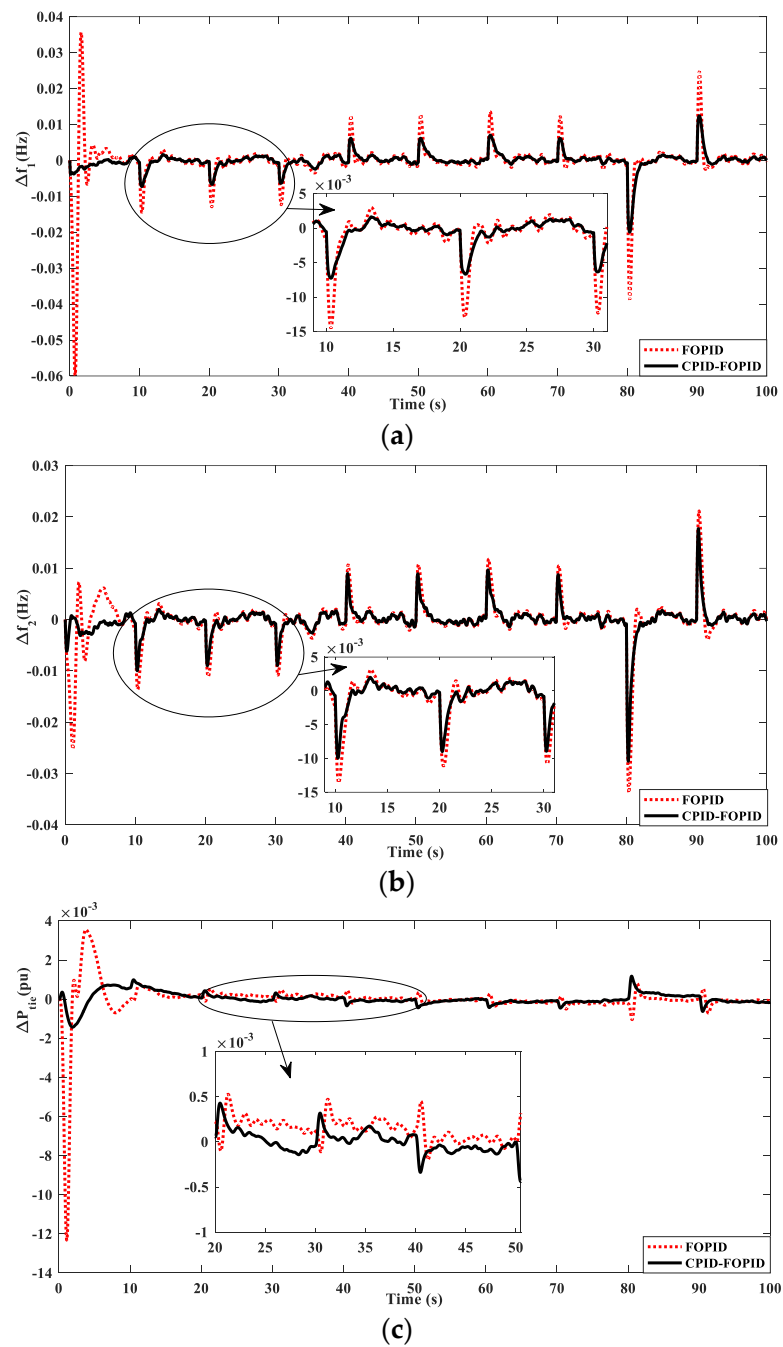 0.04
0.03
0.02
0.01
0
-0.01
-0.02
-0.03
-0.04
-0.05
-0.06
Δf1(Hz)
×10-3
5
0
-5
-10
-15
10 15 20 25 30
FOPID
CPID-FOPID
0 10 20 30 40 50 60 70 80 90 100
Time (s)
(a)
0.03
0.02
0.01
0
-0.01
-0.02
-0.03
-0.04
Δf2(Hz)
×10-3
5
0
-5
-10
-15
10 15 20 25 30
FOPID
CPID-FOPID
0 10 20 30 40 50 60 70 80 90 100
Time (s)
(b)
×10-3
4
2
0
-2
-4
-6
-8
-10
-12
-14
ΔPtie(pu)
×10-3
1
0.5
0
-0.5
-1
20 25 30 35 40 45 50
FOPID
CPID-FOPID
0 10 20 30 40 50 60 70 80 90 100
Time (s)
(c)